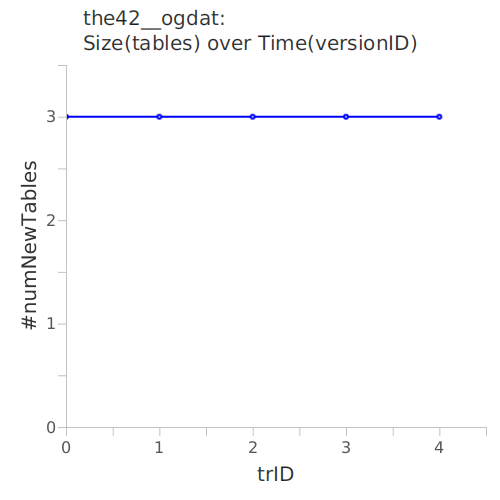 the42__ogdat:
Size(tables) over Time(versionID)
#numNewTables
3
2
1
0
0 1 2 3 4
trID